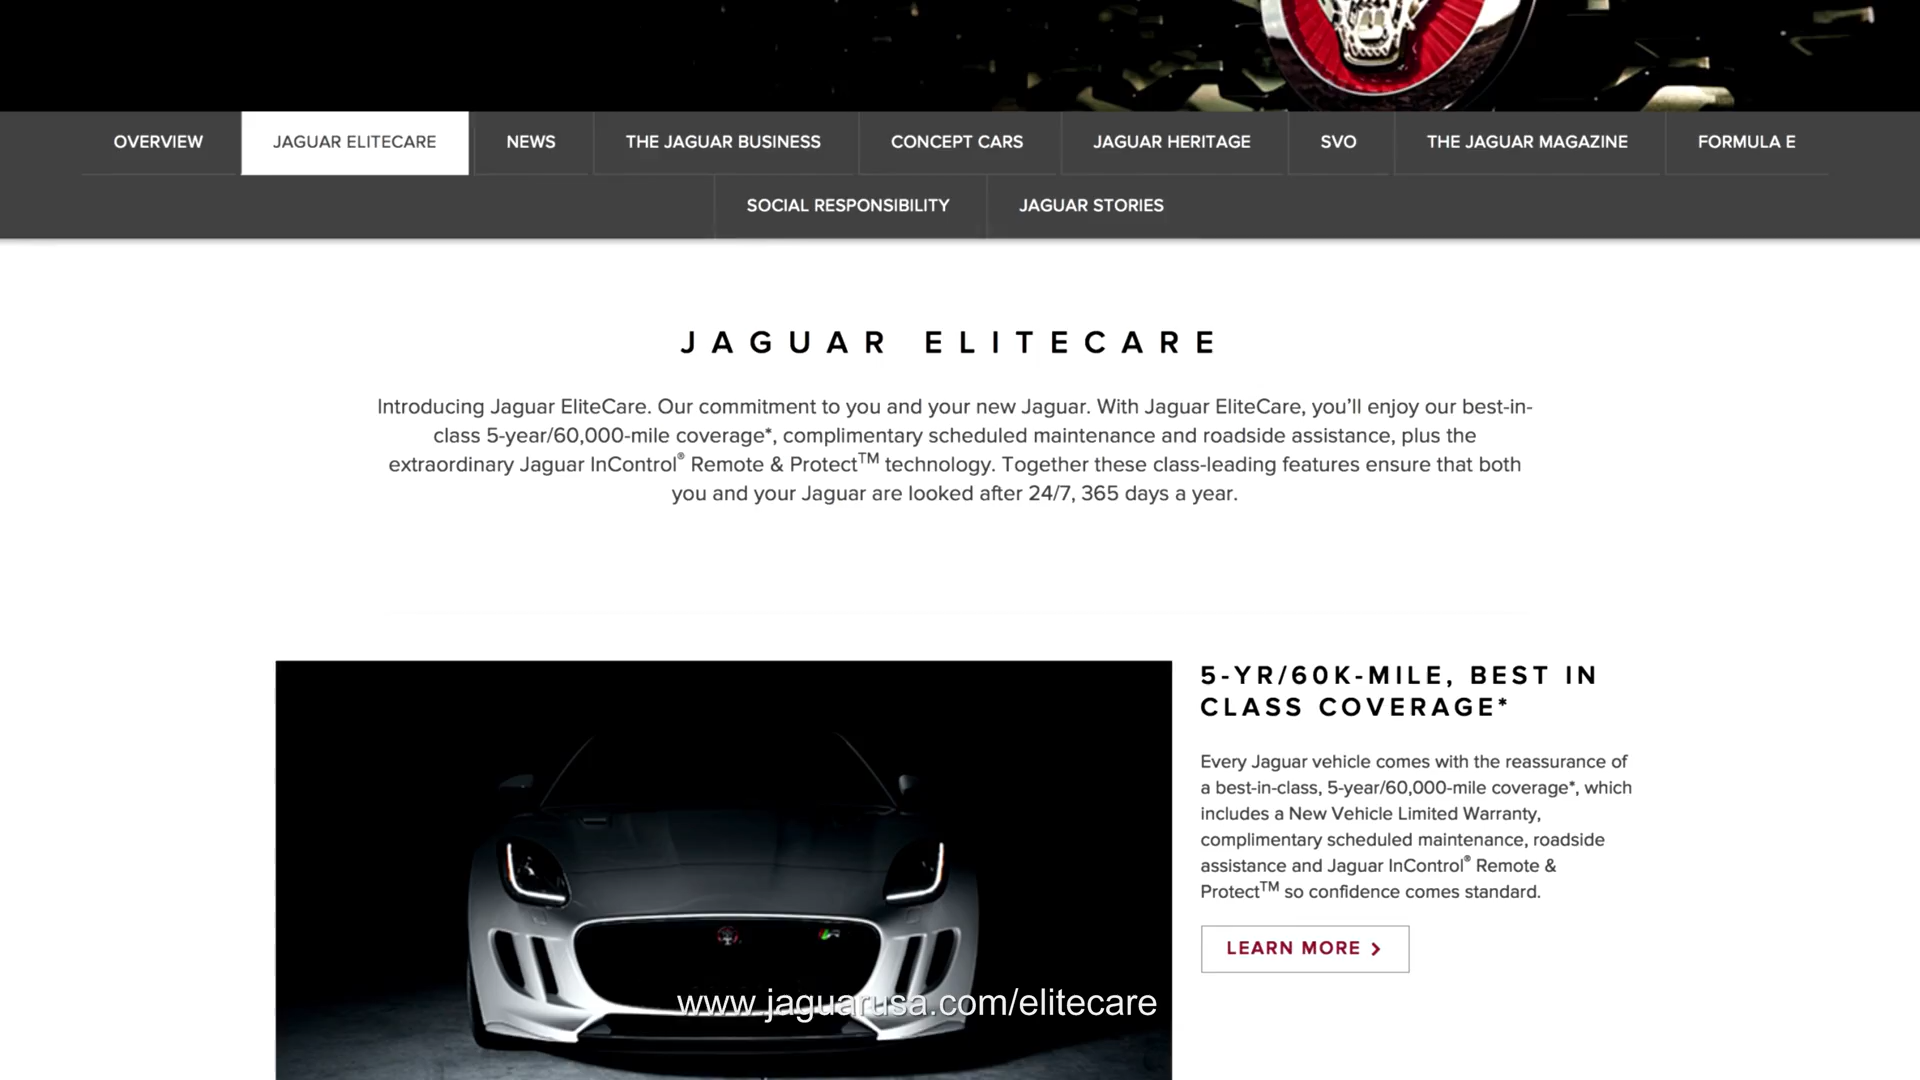 OVERVIEW
JAGUAR ELITECARE
NEWS
THE JAGUAR BUSINESS
CONCEPT CARS
JAGUAR HERITAGE
SVO
THE JAGUAR MAGAZINE
FORMULA E
SOCIAL RESPONSIBILITY
JAGUAR STORIES
JAGUAR ELITECARE
Introducing Jaguar EliteCare. Our commitment to you and your new Jaguar. With Jaguar EliteCare, you’ll enjoy our best-in-
class 5-year/60,000-mile coverage*, complimentary scheduled maintenance and roadside assistance, plus the
extraordinary Jaguar InControl® Remote & Protect™ technology. Together these class-leading features ensure that both
you and your Jaguar are looked after 24/7, 365 days a year.
5-YR/60K-MILE, BEST IN
CLASS COVERAGE*
Every Jaguar vehicle comes with the reassurance of
a best-in-class, 5-year/60,000-mile coverage*, which
includes a New Vehicle Limited Warranty,
complimentary scheduled maintenance, roadside
assistance and Jaguar InControl® Remote &
Protect™ so confidence comes standard.
LEARN MORE >
www.jaguarusa.com/elitecare